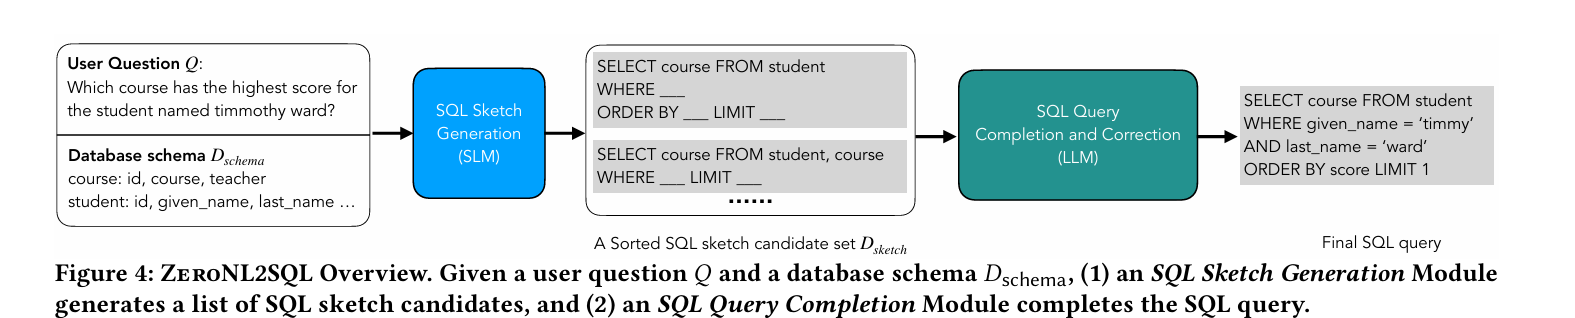 User Question Q:
Which course has the highest score for
the student named timmothy ward?
Database schema D_schema
course: id, course, teacher
student: id, given_name, last_name ...
SQL Sketch
Generation
(SLM)
SELECT course FROM student
WHERE ___
ORDER BY ___ LIMIT ___
SELECT course FROM student, course
WHERE ___ LIMIT ___
......
A Sorted SQL sketch candidate set D_sketch
SQL Query
Completion and Correction
(LLM)
SELECT course FROM student
WHERE given_name = ‘timmy’
AND last_name = ‘ward’
ORDER BY score LIMIT 1
Final SQL query
Figure 4: ZeroNL2SQL Overview. Given a user question Q and a database schema D_schema, (1) an SQL Sketch Generation Module
generates a list of SQL sketch candidates, and (2) an SQL Query Completion Module completes the SQL query.